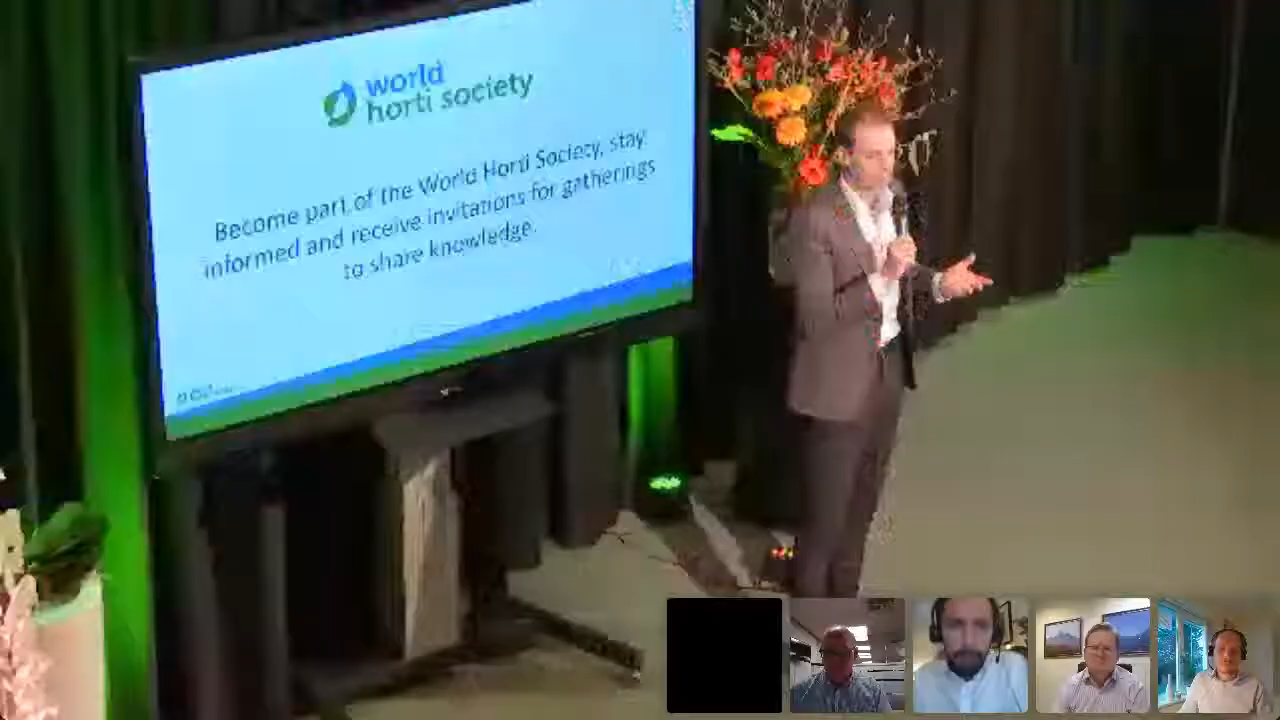 world
horti society
Become part of the World Horti Society, stay
informed and receive invitations for gatherings
to share knowledge.